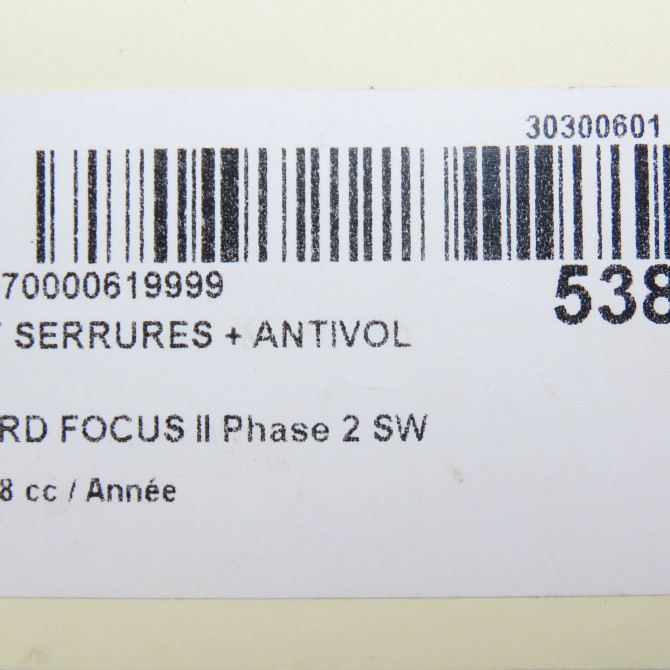 30300601
70000619999
538
SERRURES + ANTIVOL
RD FOCUS II Phase 2 SW
8 cc / Année